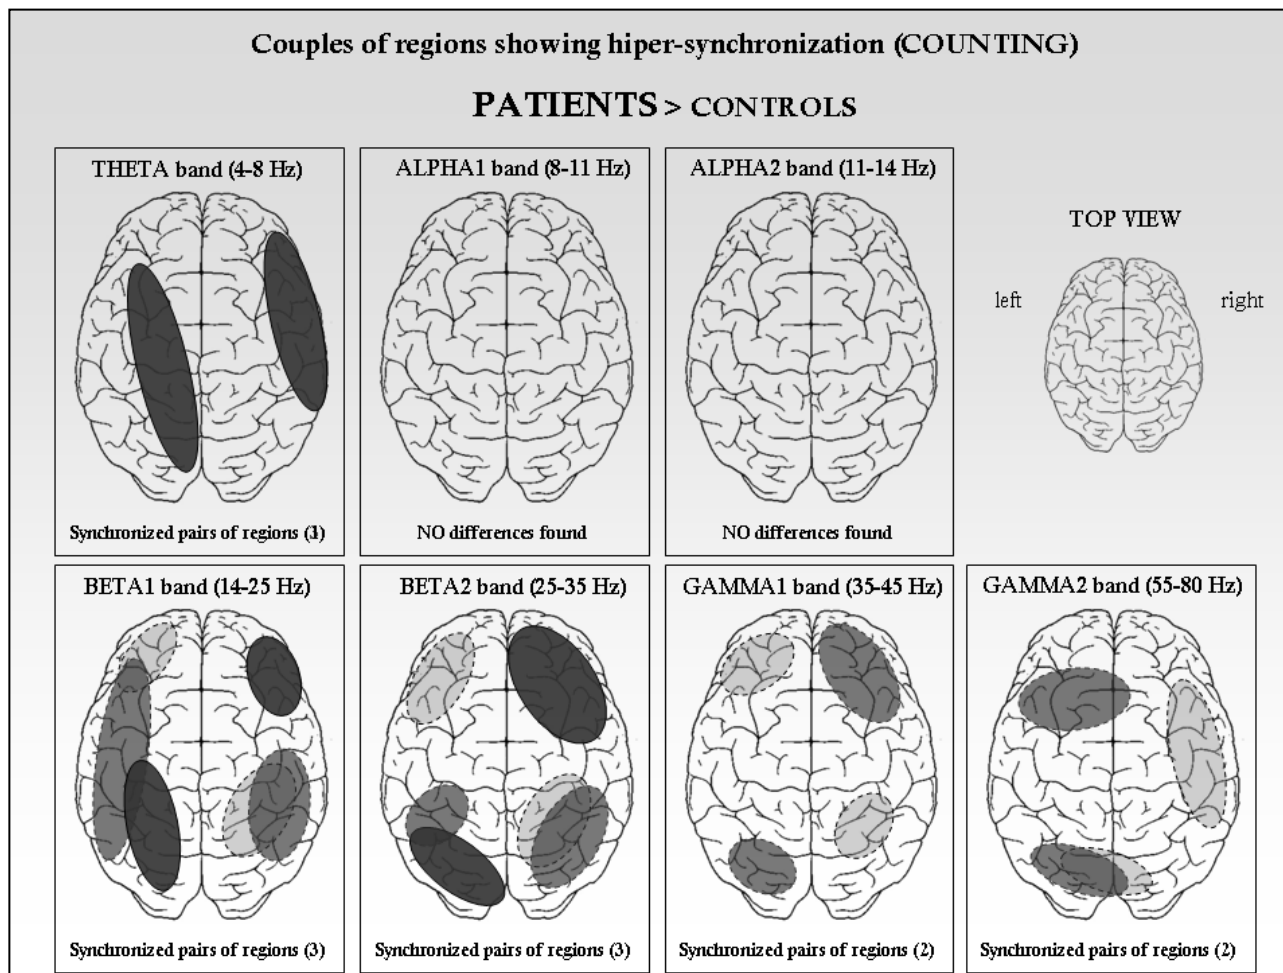 Couples of regions showing hiper-synchronization (COUNTING)
PATIENTS > CONTROLS
THETA band (4-8 Hz)
ALPHA1 band (8-11 Hz)
ALPHA2 band (11-14 Hz)
TOP VIEW
left
right
Synchronized pairs of regions
NO differences found
NO differences found
BETA1 band (14-25 Hz)
BETA2 band (25-35 Hz)
GAMMA1 band (35-45 Hz)
GAMMA2 band (55-80 Hz)
Synchronized pairs of regions (3)
Synchronized pairs of regions (3)
Synchronized pairs of regions (2)
Synchronized pairs of regions (2)